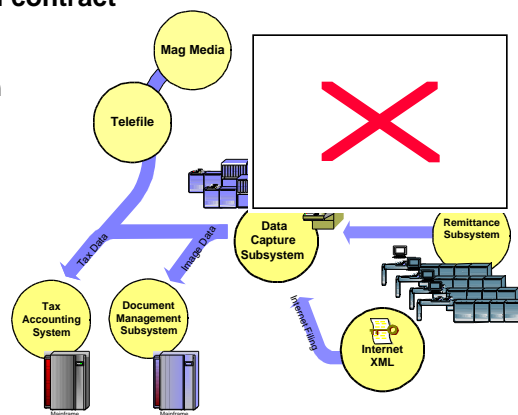 contract
Mag Media
Telefile
Data
Capture
Subsystem
Remittance
Subsystem
Tax Data
Image Data
Internet Filing
Tax
Accounting
System
Document
Management
Subsystem
Internet
XML
Mainframe
Mainframe